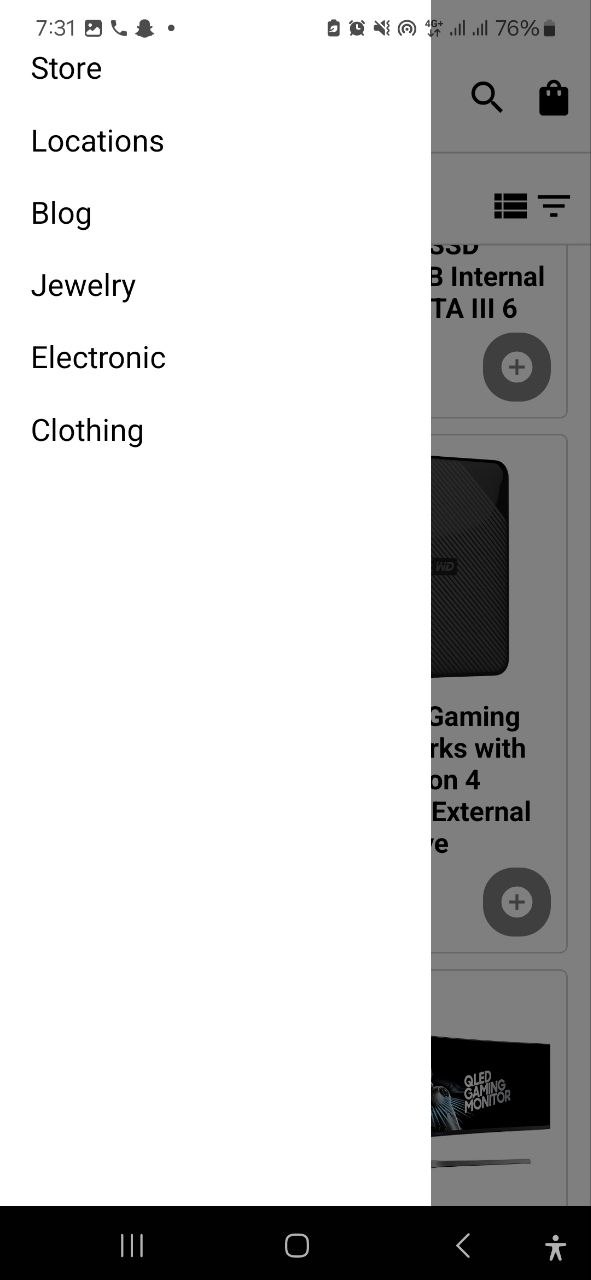 7:31
4G+
76%
Store
Locations
Blog
Jewelry
Electronic
Clothing
SSD
B Internal
TA III 6
WD
Gaming
rks with
on 4
External
e
QLED
GAMING
MONITOR